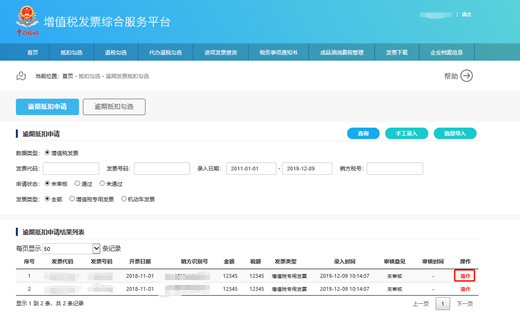 增值税发票综合服务平台
退出
首页 抵扣勾选 退税勾选 代办退税勾选 进项发票查询 税务事项通知书 成品油消费税管理 发票下载 企业档案信息
当前位置：首页 - 抵扣勾选 - 逾期发票抵扣勾选 帮助
逾期抵扣申请 逾期抵扣勾选
逾期抵扣申请 查询 手工录入 批量导入
数据类型： 增值税发票
发票代码： 发票号码： 录入日期： 2011-01-01 - 2019-12-09 销方税号：
申请状态： 未审核 通过 未通过
发票类型： 全部 增值税专用发票 机动车发票
逾期抵扣申请结果列表
每页显示 50 条记录
序号 发票代码 发票号码 开票日期 销方识别号 金额 税额 发票类型 录入时间 审核意见 审核时间 操作
1 2018-11-01 12345 12345 增值税专用发票 2019-12-09 10:14:07 未审核 - 操作
2 2018-11-01 12345 12345 增值税专用发票 2019-12-09 10:14:07 未审核 - 操作
显示 1 到 2 条，共 2 条记录 上一页 1 下一页